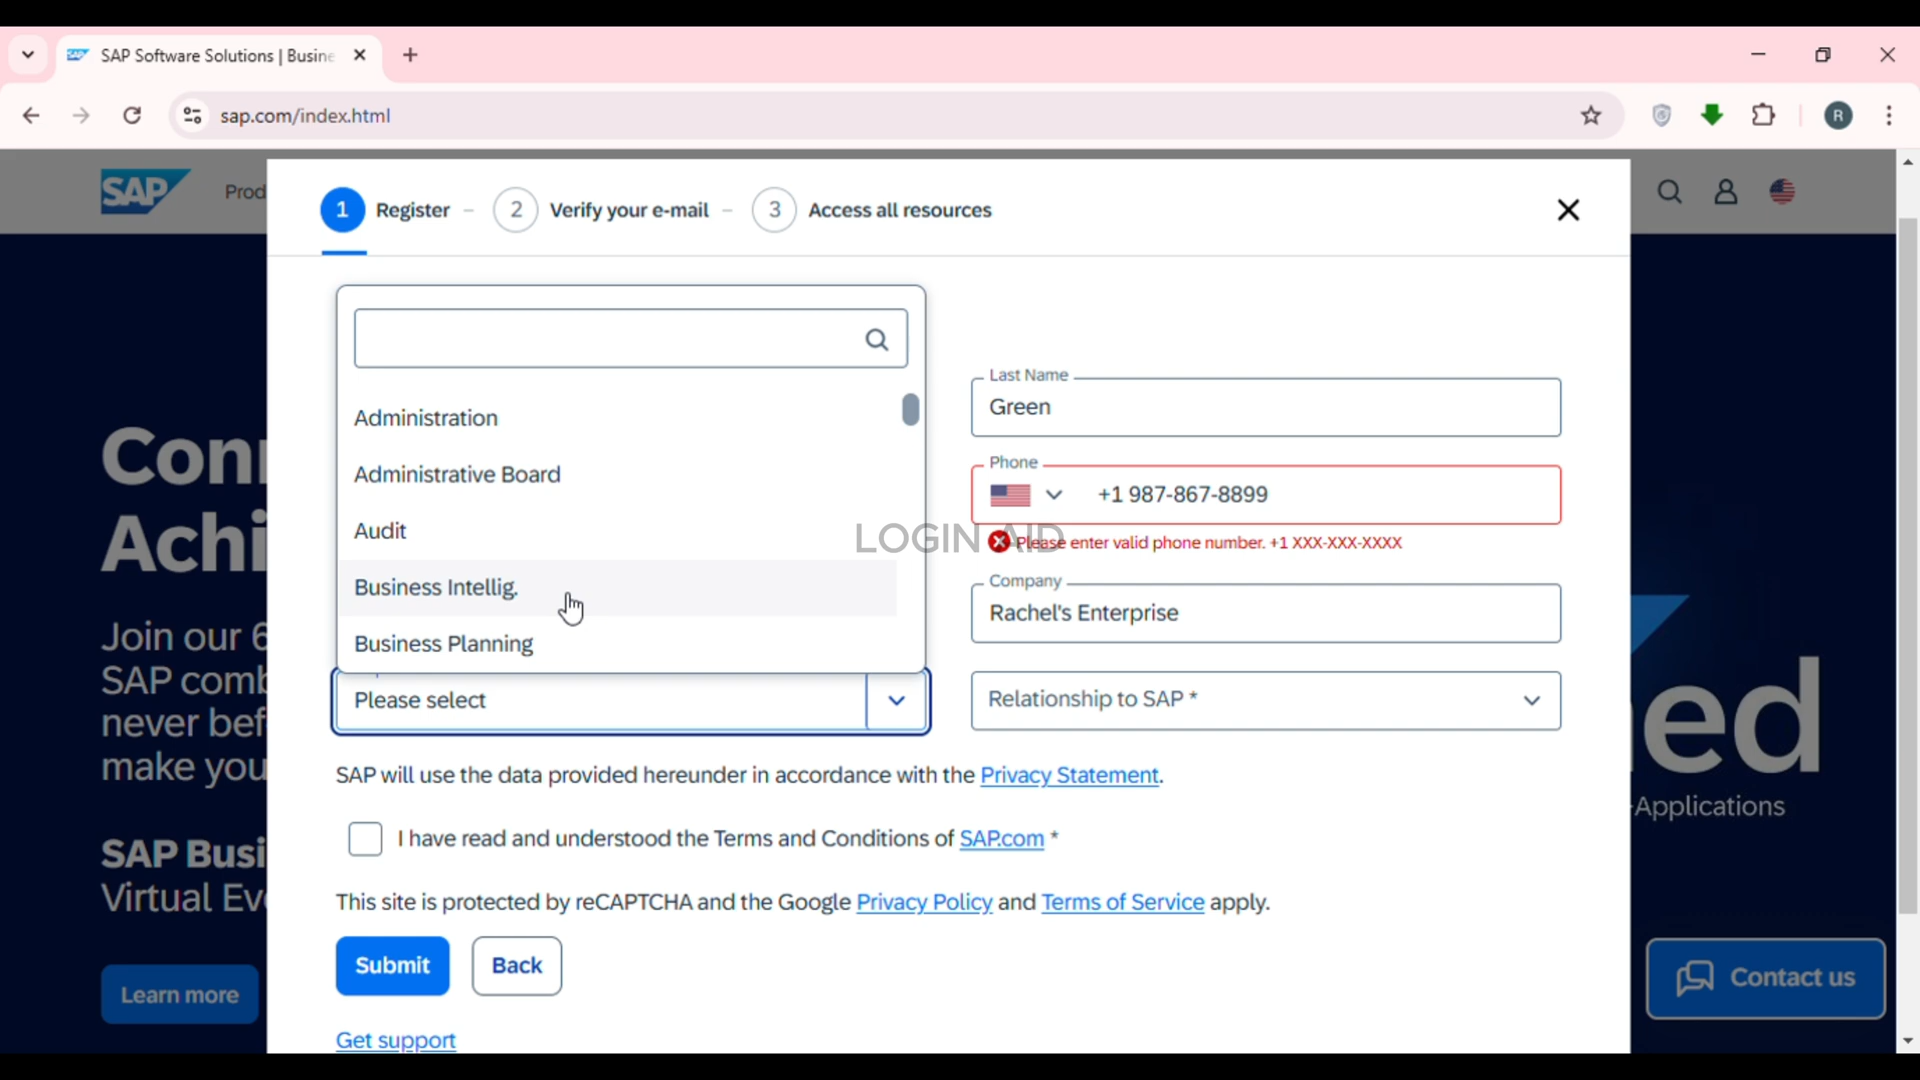 SAP Software Solutions | Busine
sap.com/index.html
R
SAP
Prod
1 Register – 2 Verify your e-mail – 3 Access all resources
Administration
Administrative Board
Audit
Business Intellig.
Business Planning
Please select
Last Name
Green
Phone
+1 987-867-8899
Please enter valid phone number. +1 XXX-XXX-XXXX
LOGIN AID
Company
Rachel's Enterprise
Relationship to SAP *
SAP will use the data provided hereunder in accordance with the Privacy Statement.
I have read and understood the Terms and Conditions of SAP.com *
This site is protected by reCAPTCHA and the Google Privacy Policy and Terms of Service apply.
Submit
Back
Get support
Conn
Achi
Join our 6
SAP comb
never bef
make you
SAP Busi
Virtual Eve
Learn more
ed
-Applications
Contact us